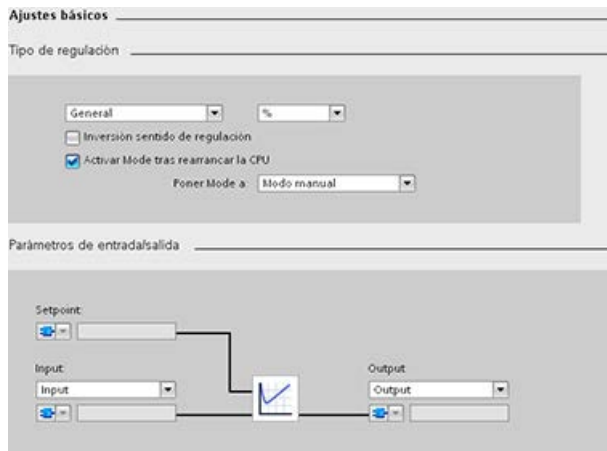 Ajustes básicos
Tipo de regulación
General
%
Inversión sentido de regulación
Activar Mode tras rearrancar la CPU
Poner Mode a:
Modo manual
Parámetros de entrada/salida
Setpoint:
Input:
Output:
Input
Output